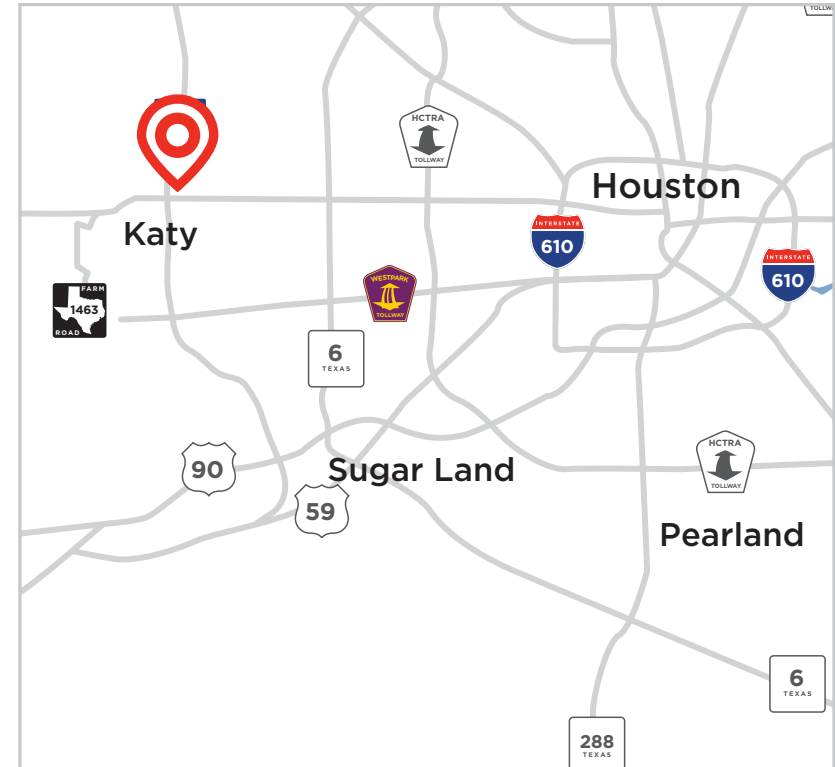 TOLLW
HCTRA
TOLLWAY
Houston
Katy
INTERSTATE
610
INTERSTATE
610
WESTPARK
TOLLWAY
FARM
1463
ROAD
6
TEXAS
HCTRA
TOLLWAY
90
Sugar Land
59
Pearland
6
TEXAS
288
TEXAS